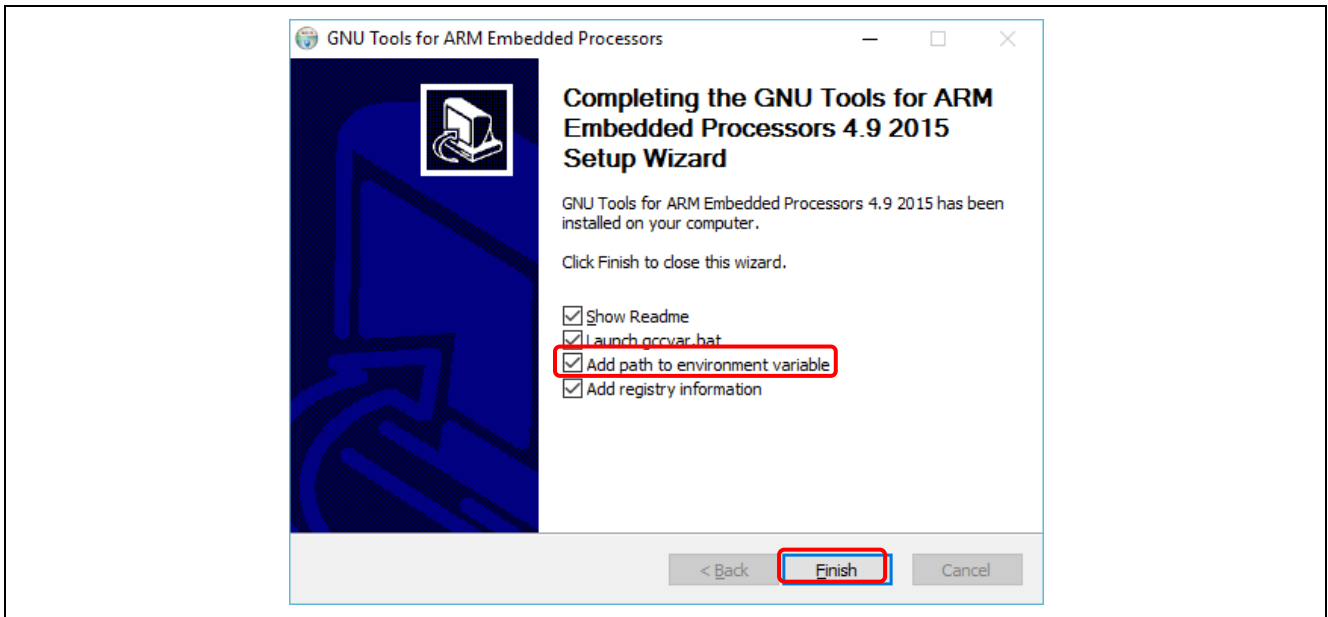 GNU Tools for ARM Embedded Processors
Completing the GNU Tools for ARM
Embedded Processors 4.9 2015
Setup Wizard
GNU Tools for ARM Embedded Processors 4.9 2015 has been
installed on your computer.
Click Finish to close this wizard.
Show Readme
Launch gccvar.bat
Add path to environment variable
Add registry information
< Back
Finish
Cancel